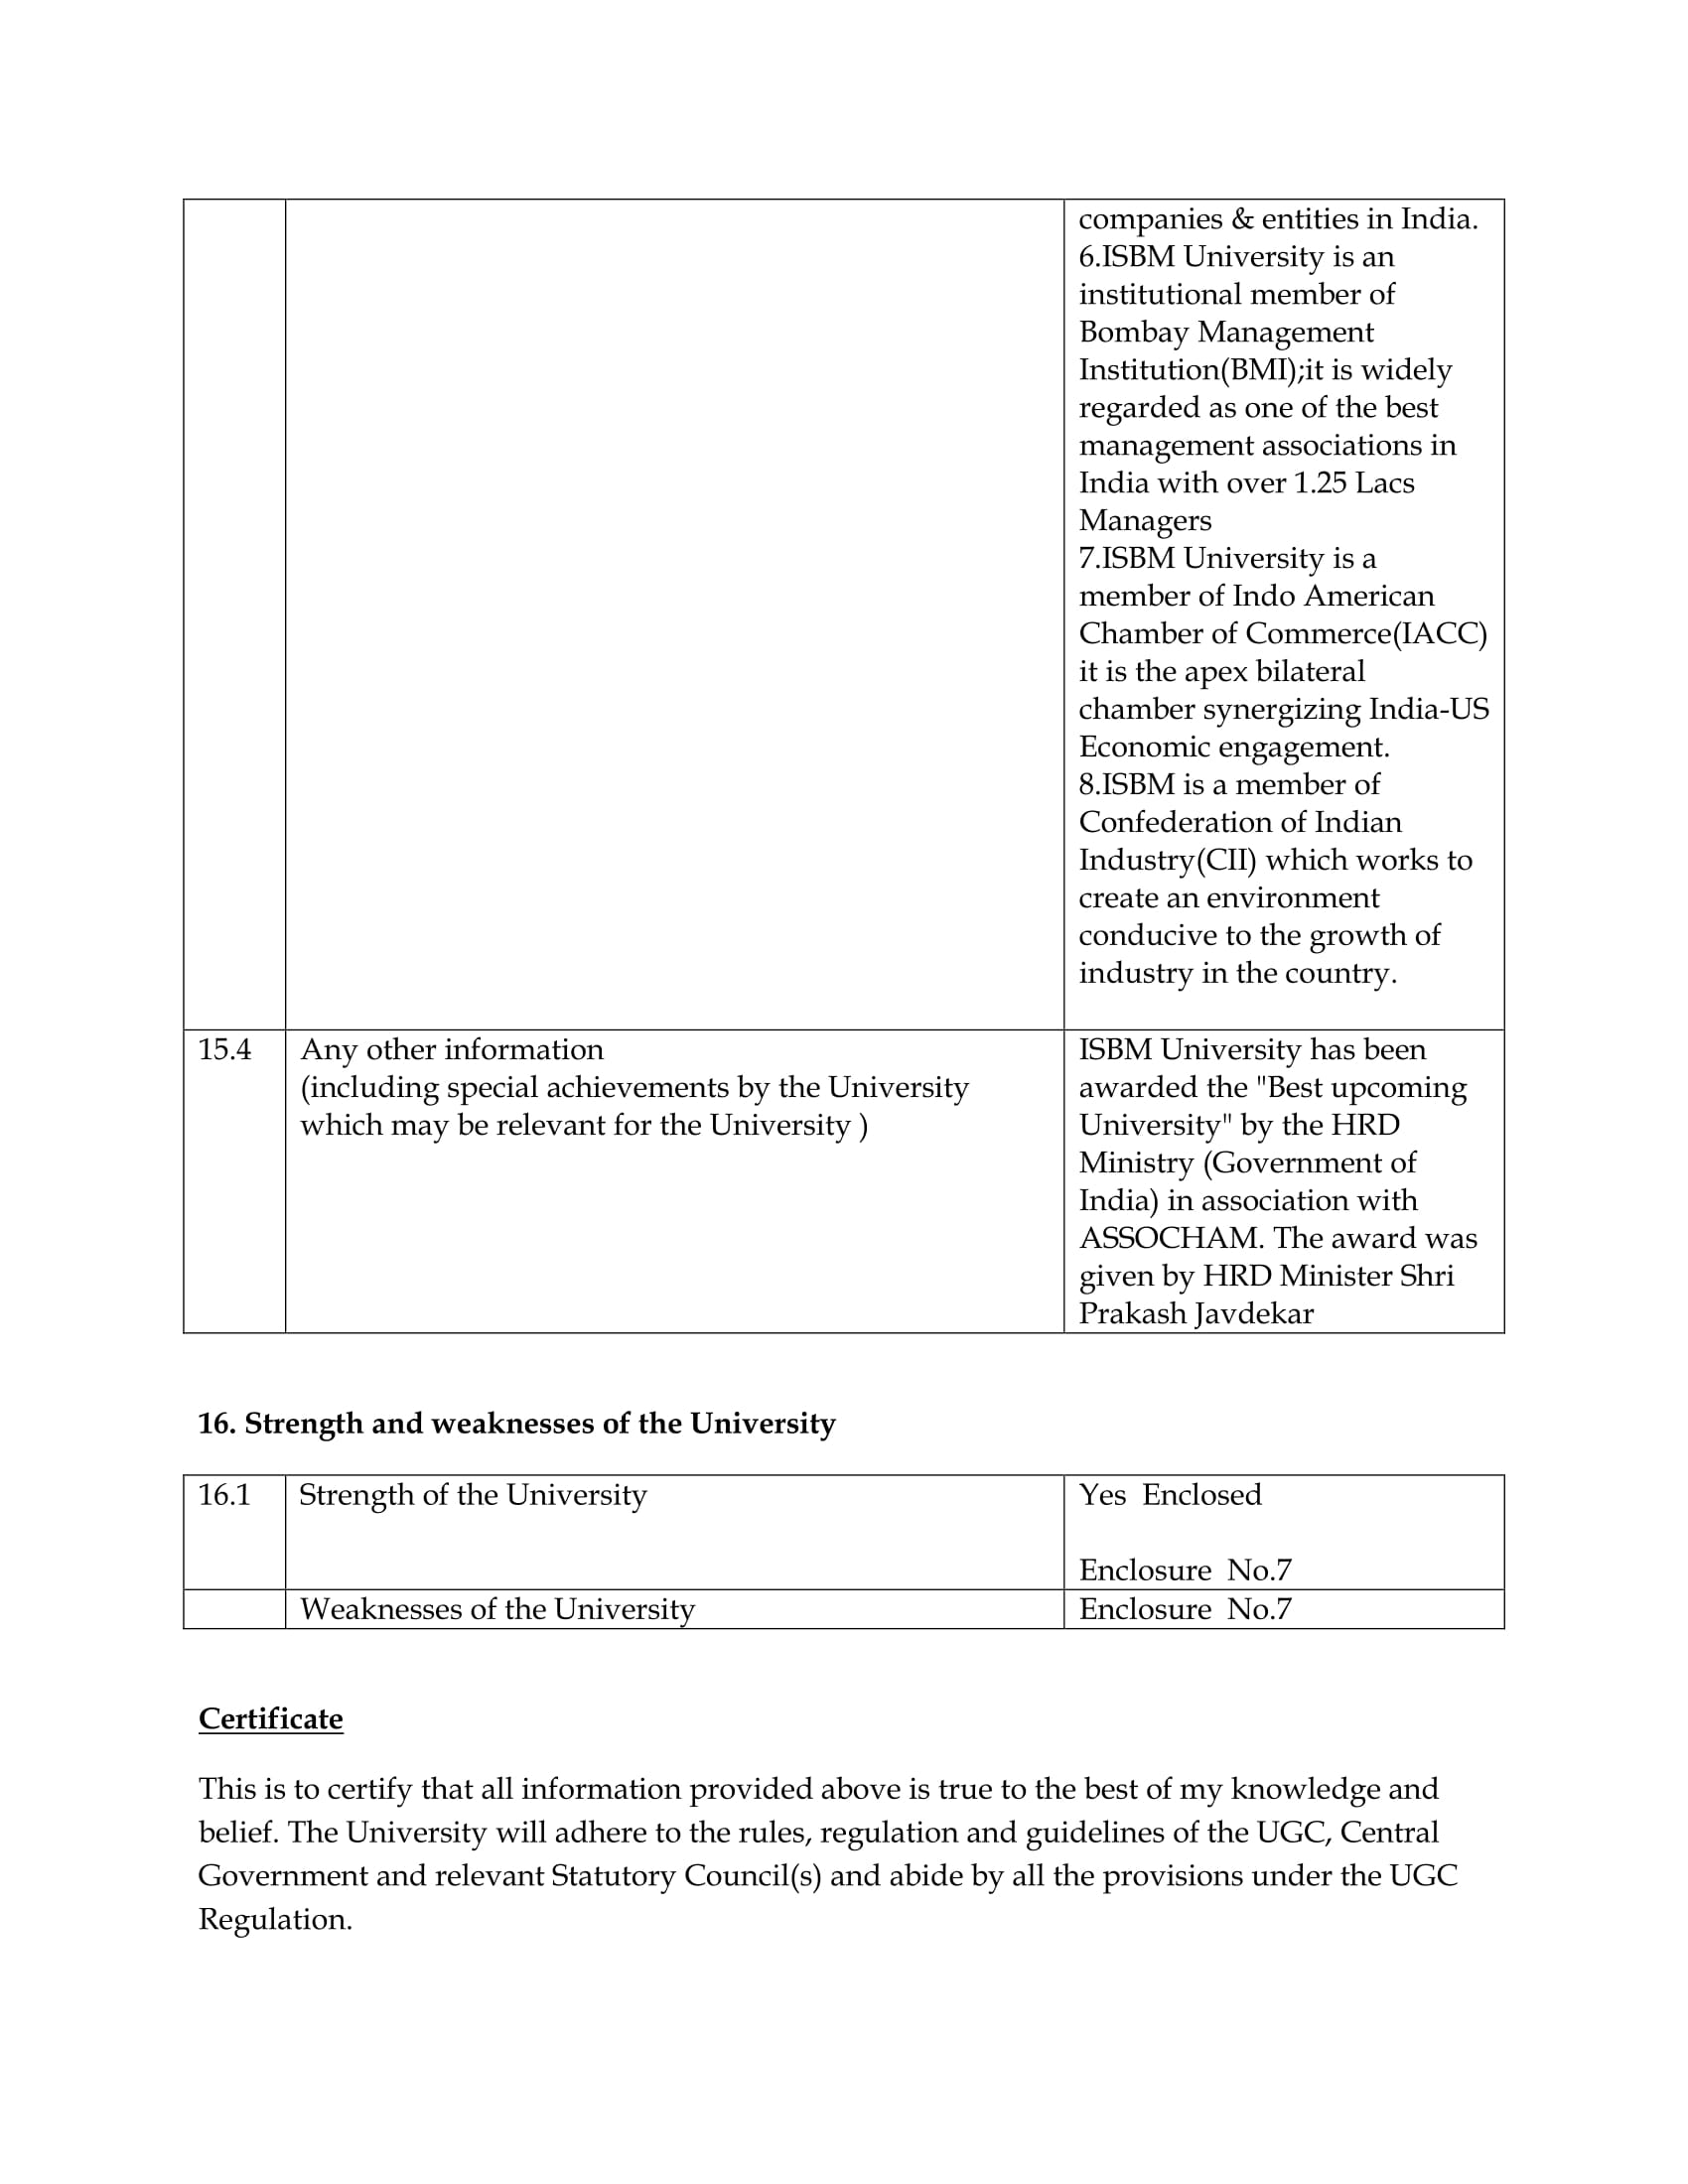 companies & entities in India.
6.ISBM University is an
institutional member of
Bombay Management
Institution(BMI);it is widely
regarded as one of the best
management associations in
India with over 1.25 Lacs
Managers
7.ISBM University is a
member of Indo American
Chamber of Commerce(IACC)
it is the apex bilateral
chamber synergizing India-US
Economic engagement.
8.ISBM is a member of
Confederation of Indian
Industry(CII) which works to
create an environment
conducive to the growth of
industry in the country.
15.4
Any other information
(including special achievements by the University
which may be relevant for the University )
ISBM University has been
awarded the "Best upcoming
University" by the HRD
Ministry (Government of
India) in association with
ASSOCHAM. The award was
given by HRD Minister Shri
Prakash Javdekar
16. Strength and weaknesses of the University
16.1
Strength of the University
Yes  Enclosed
Enclosure  No.7
Weaknesses of the University
Enclosure  No.7
Certificate
This is to certify that all information provided above is true to the best of my knowledge and
belief. The University will adhere to the rules, regulation and guidelines of the UGC, Central
Government and relevant Statutory Council(s) and abide by all the provisions under the UGC
Regulation.